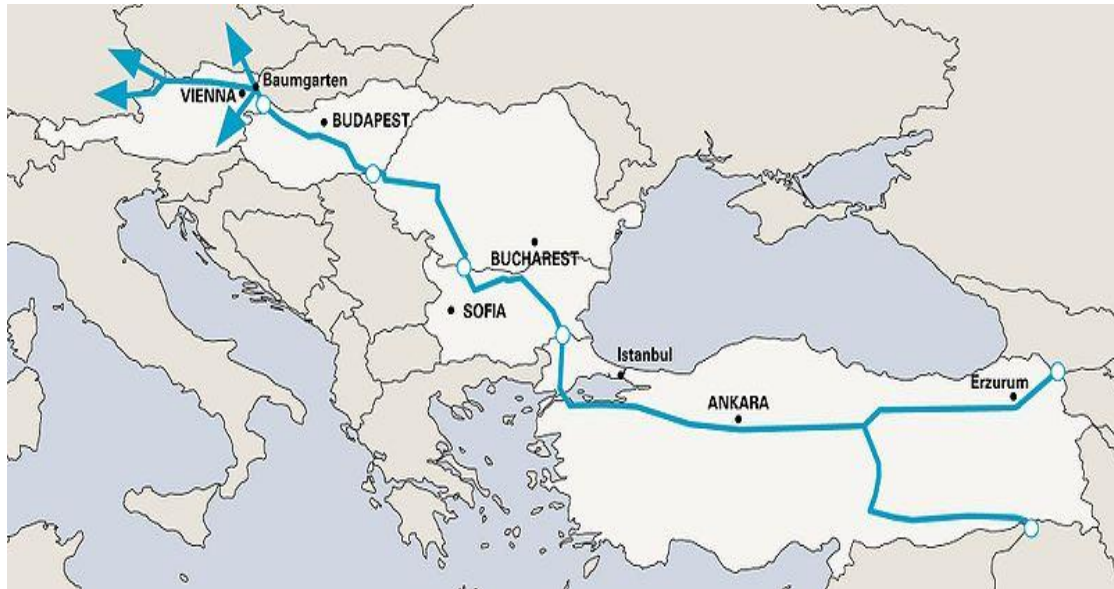 Baumgarten
VIENNA
BUDAPEST
BUCHAREST
SOFIA
Istanbul
Erzurum
ANKARA